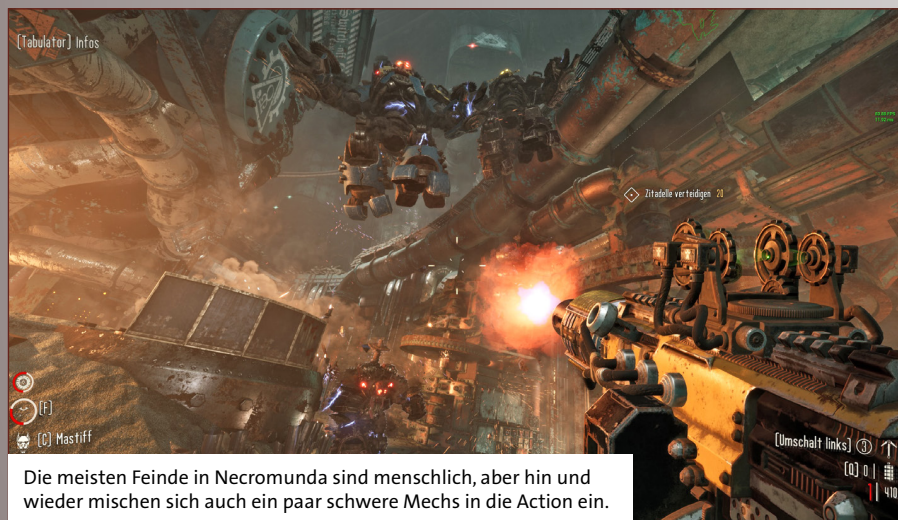 [Tabulator] Infos
Zitadelle verteidigen 20
[F]
[C] Mastiff
[Umschalt links] 3
[Q] 0
1 410
Die meisten Feinde in Necromunda sind menschlich, aber hin und
wieder mischen sich auch ein paar schwere Mechs in die Action ein.